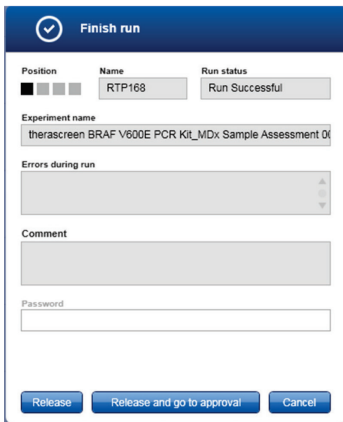 Finish run
Position Name Run status
RTP168 Run Successful
Experiment name
therascreen BRAF V600E PCR Kit_MDx Sample Assessment 00
Errors during run
Comment
Password
Release Release and go to approval Cancel